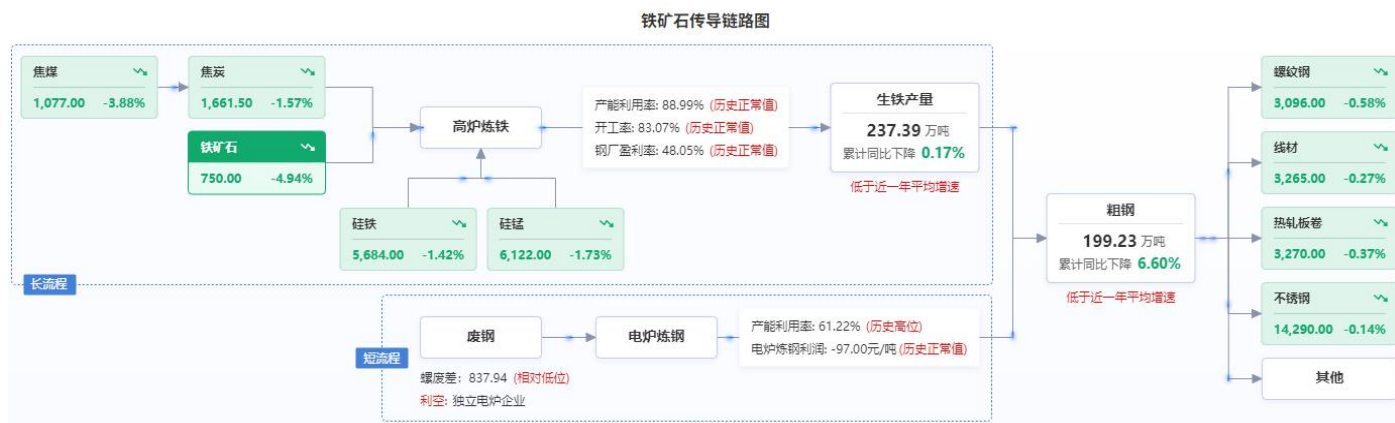 铁矿石传导链路图
焦煤
1,077.00 -3.88%
焦炭
1,661.50 -1.57%
铁矿石
750.00 -4.94%
高炉炼铁
产能利用率: 88.99% (历史正常值)
开工率: 83.07% (历史正常值)
钢厂盈利率: 48.05% (历史正常值)
生铁产量
237.39 万吨
累计同比下降 0.17%
低于近一年平均增速
硅铁
5,684.00 -1.42%
硅锰
6,122.00 -1.73%
长流程
废钢
螺废差: 837.94 (相对低位)
利空: 独立电炉企业
电炉炼钢
产能利用率: 61.22% (历史高位)
电炉炼钢利润: -97.00元/吨 (历史正常值)
短流程
粗钢
199.23 万吨
累计同比下降 6.60%
低于近一年平均增速
螺纹钢
3,096.00 -0.58%
线材
3,265.00 -0.27%
热轧板卷
3,270.00 -0.37%
不锈钢
14,290.00 -0.14%
其他